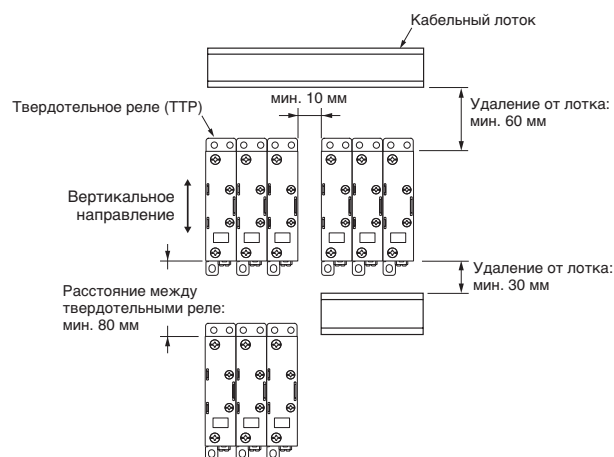 Кабельный лоток
мин. 10 мм
Удаление от лотка:
мин. 60 мм
Твердотельное реле (ТТР)
Вертикальное
направление
Удаление от лотка:
мин. 30 мм
Расстояние между
твердотельными реле:
мин. 80 мм